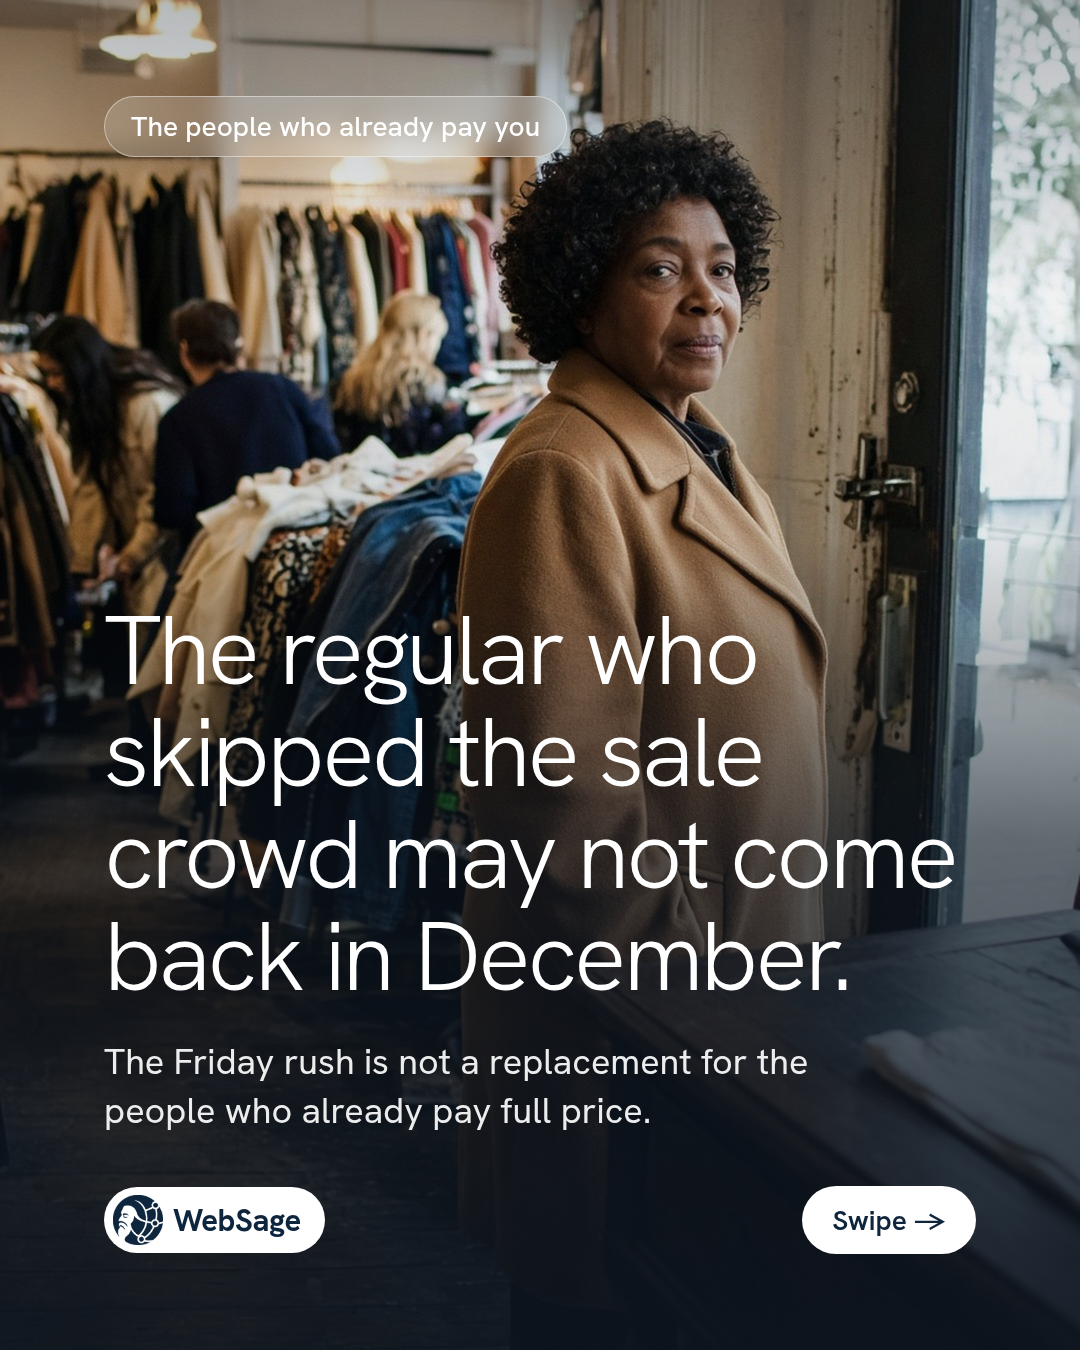 The people who already pay you
The regular who
skipped the sale
crowd may not come
back in December.
The Friday rush is not a replacement for the
people who already pay full price.
WebSage
Swipe →